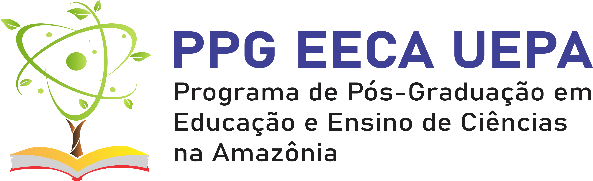 PPG EECA UEPA
Programa de Pós-Graduação em
Educação e Ensino de Ciências
na Amazônia